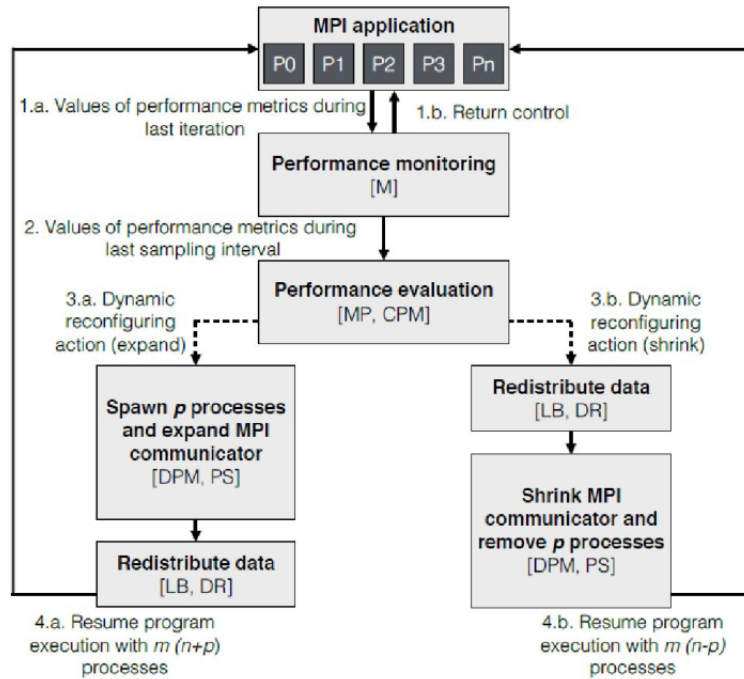 MPI application
P0 P1 P2 P3 Pn
1.a. Values of performance metrics during
last iteration
1.b. Return control
Performance monitoring
[M]
2. Values of performance metrics during
last sampling interval
Performance evaluation
[MP, CPM]
3.a. Dynamic
reconfiguring
action (expand)
3.b. Dynamic
reconfiguring
action (shrink)
Spawn p processes
and expand MPI
communicator
[DPM, PS]
Redistribute data
[LB, DR]
Redistribute data
[LB, DR]
Shrink MPI
communicator and
remove p processes
[DPM, PS]
4.a. Resume program
execution with m (n+p)
processes
4.b. Resume program
execution with m (n-p)
processes